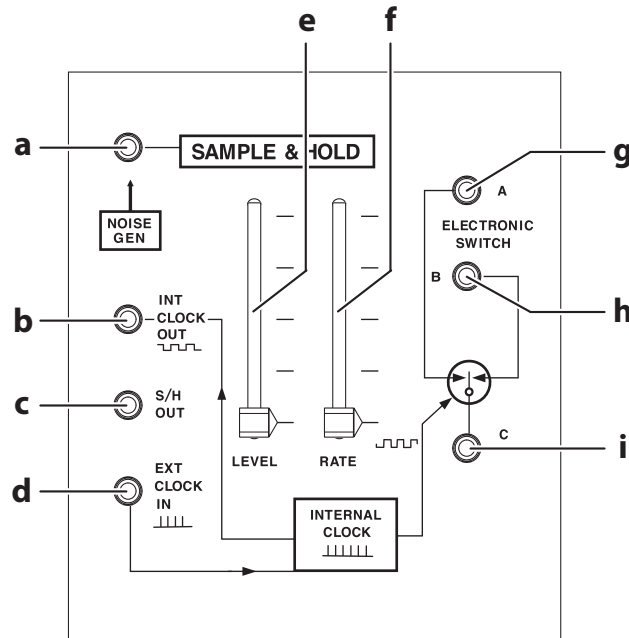 e
f
a
SAMPLE & HOLD
g
A
NOISE
GEN
ELECTRONIC
SWITCH
B
h
b
INT
CLOCK
OUT
c
S/H
OUT
C
i
LEVEL
RATE
d
EXT
CLOCK
IN
INTERNAL
CLOCK